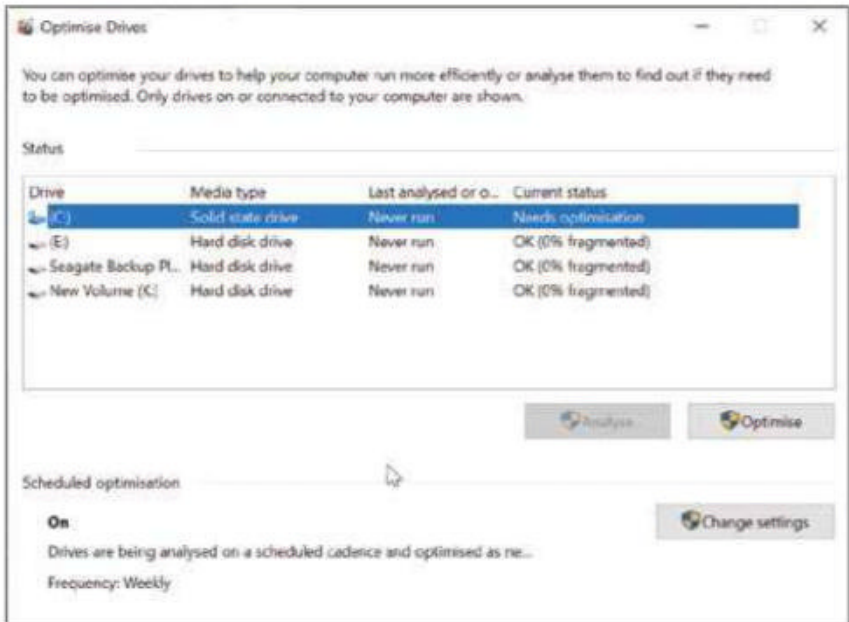 Optimise Drives
You can optimise your drives to help your computer run more efficiently or analyse them to find out if they need
to be optimised. Only drives on or connected to your computer are shown.
Status
Drive Media type Last analysed or o... Current status
(C:) Solid state drive Never run Needs optimisation
(E:) Hard disk drive Never run OK (0% fragmented)
Seagate Backup Pl... Hard disk drive Never run OK (0% fragmented)
New Volume (K:) Hard disk drive Never run OK (0% fragmented)
Analyse Optimise
Scheduled optimisation
On Change settings
Drives are being analysed on a scheduled cadence and optimised as ne...
Frequency: Weekly